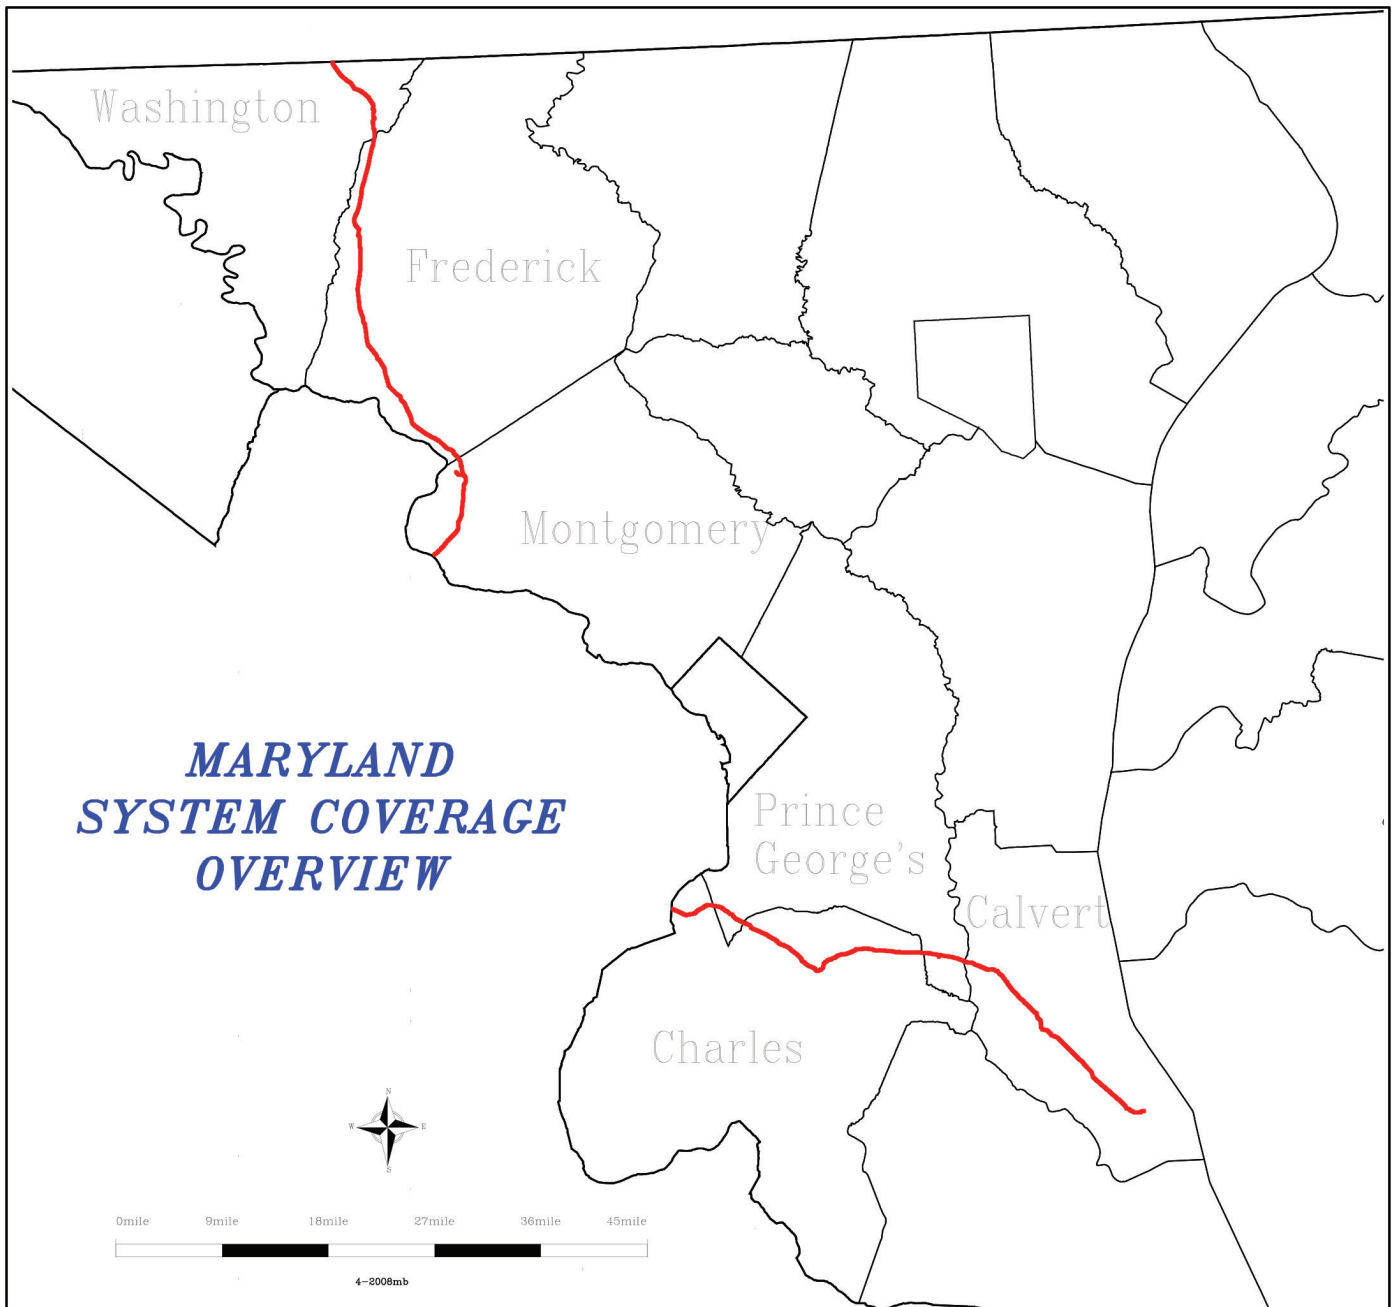 Washington
Frederick
Montgomery
MARYLAND
SYSTEM COVERAGE
OVERVIEW
Prince
George's
Calvert
Charles
N
W E
S
0mile 9mile 18mile 27mile 36mile 45mile
4-2008mb